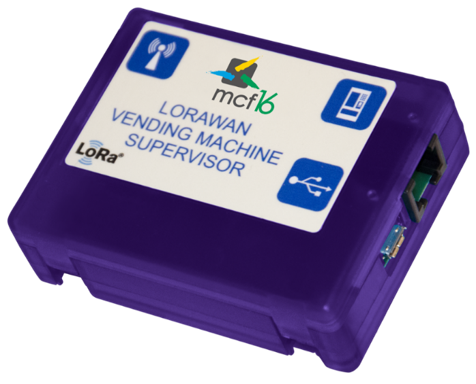 mcf16
LORAWAN
VENDING MACHINE
SUPERVISOR
LoRa®